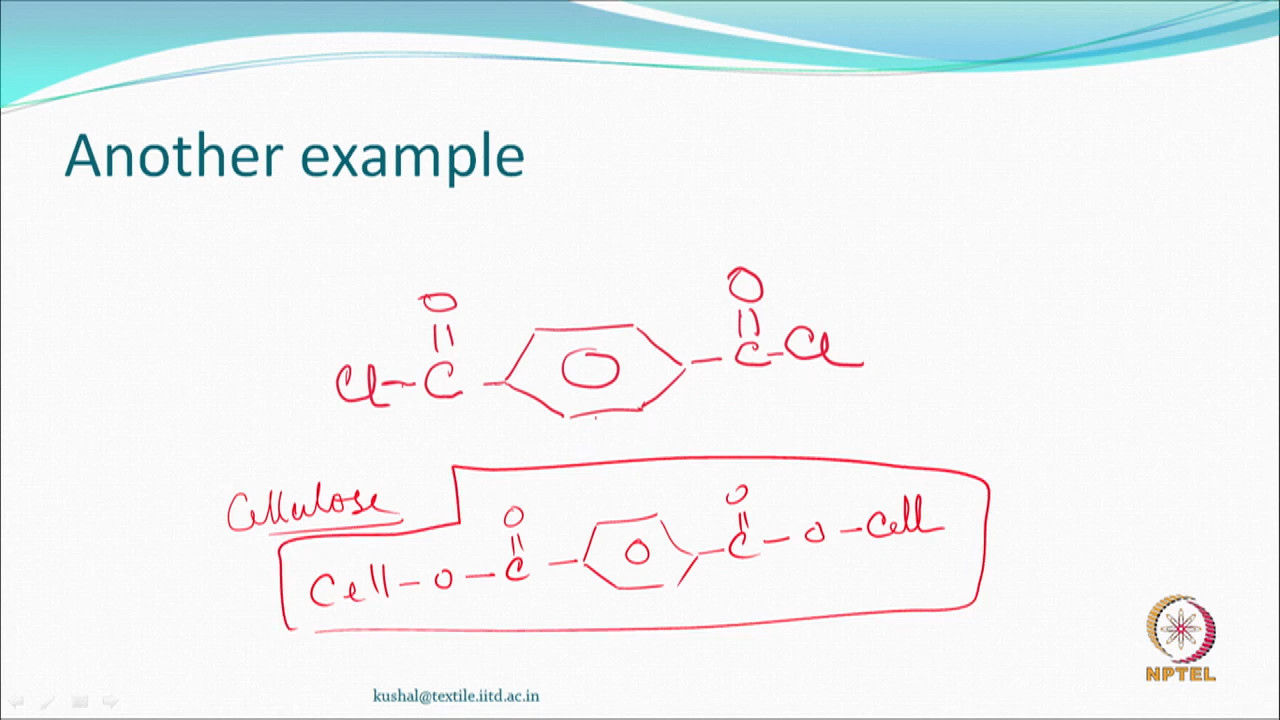 Another example
O O
Cl-C- O -C-Cl
Cellulose
O O
Cell-O-C- O -C-O-Cell
NPTEL
kushal@textile.iitd.ac.in